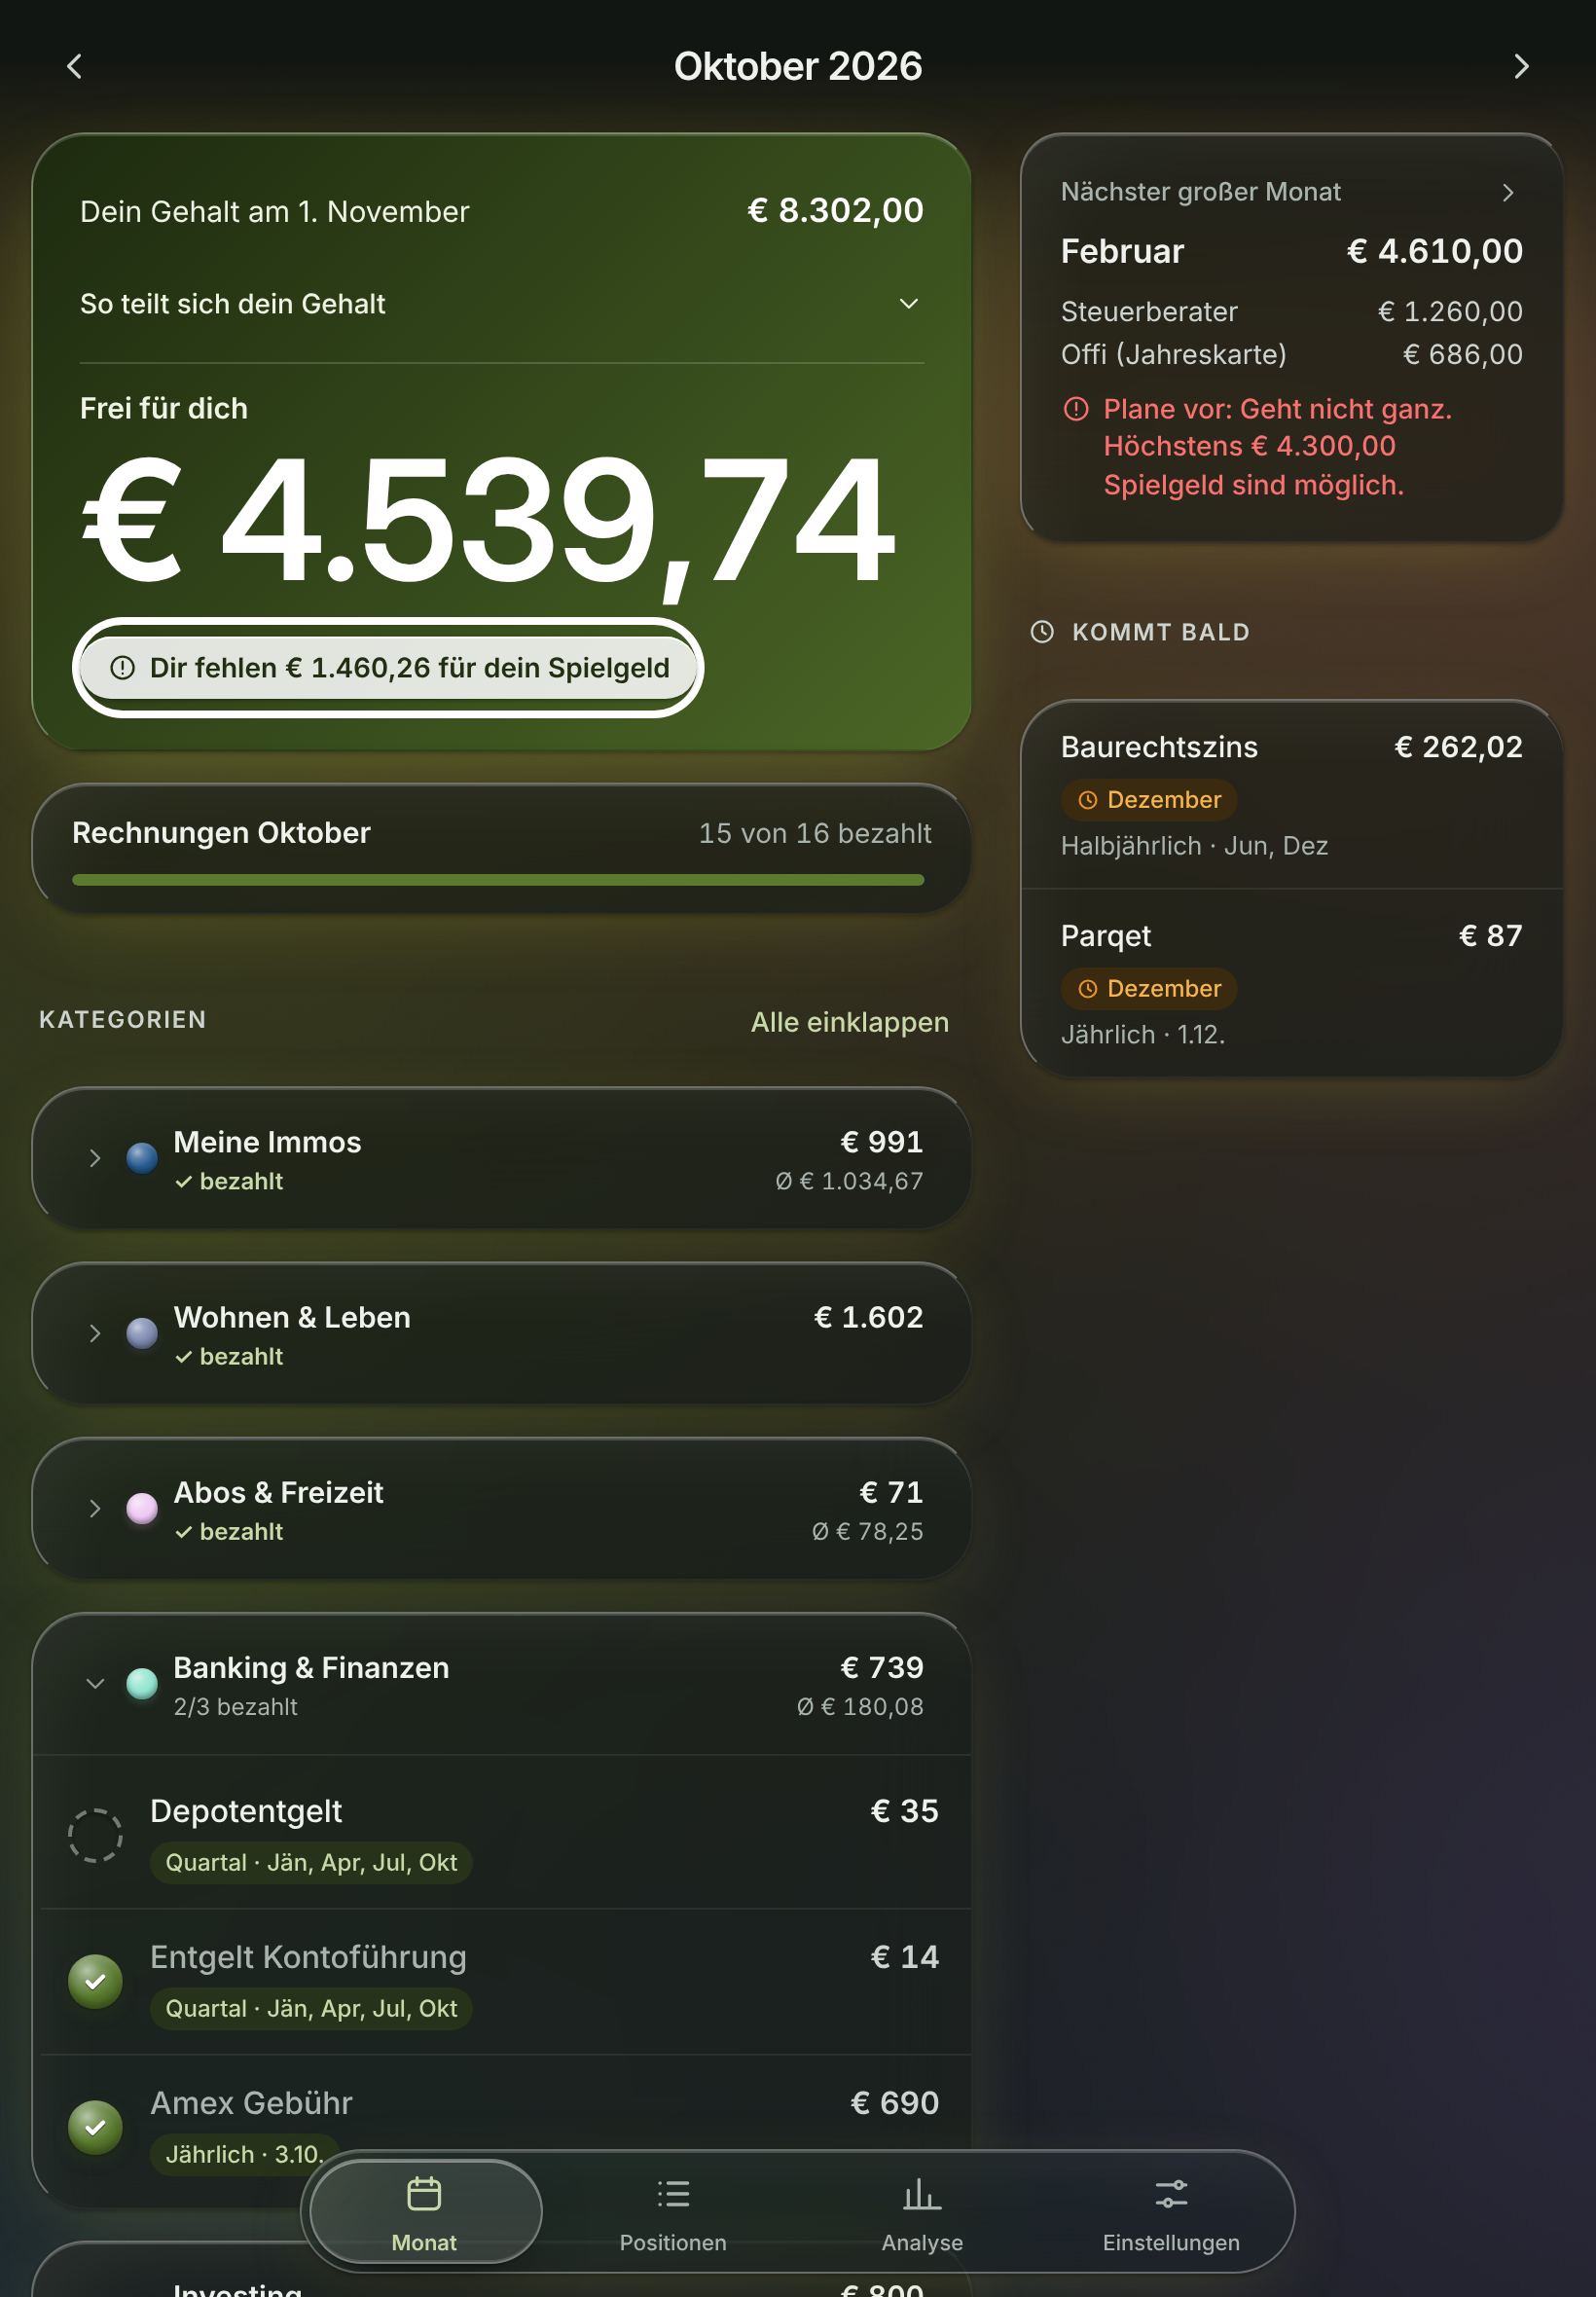 Oktober 2026
Dein Gehalt am 1. November € 8.302,00
So teilt sich dein Gehalt
Frei für dich
€ 4.539,74
Dir fehlen € 1.460,26 für dein Spielgeld
Rechnungen Oktober 15 von 16 bezahlt
KATEGORIEN Alle einklappen
Meine Immos € 991
bezahlt Ø € 1.034,67
Wohnen & Leben € 1.602
bezahlt
Abos & Freizeit € 71
bezahlt Ø € 78,25
Banking & Finanzen € 739
2/3 bezahlt Ø € 180,08
Depotentgelt € 35
Quartal · Jän, Apr, Jul, Okt
Entgelt Kontoführung € 14
Quartal · Jän, Apr, Jul, Okt
Amex Gebühr € 690
Jährlich · 3.10.
Investing € 800
Nächster großer Monat
Februar € 4.610,00
Steuerberater € 1.260,00
Offi (Jahreskarte) € 686,00
Plane vor: Geht nicht ganz.
Höchstens € 4.300,00
Spielgeld sind möglich.
KOMMT BALD
Baurechtszins € 262,02
Dezember
Halbjährlich · Jun, Dez
Parqet € 87
Dezember
Jährlich · 1.12.
Monat Positionen Analyse Einstellungen